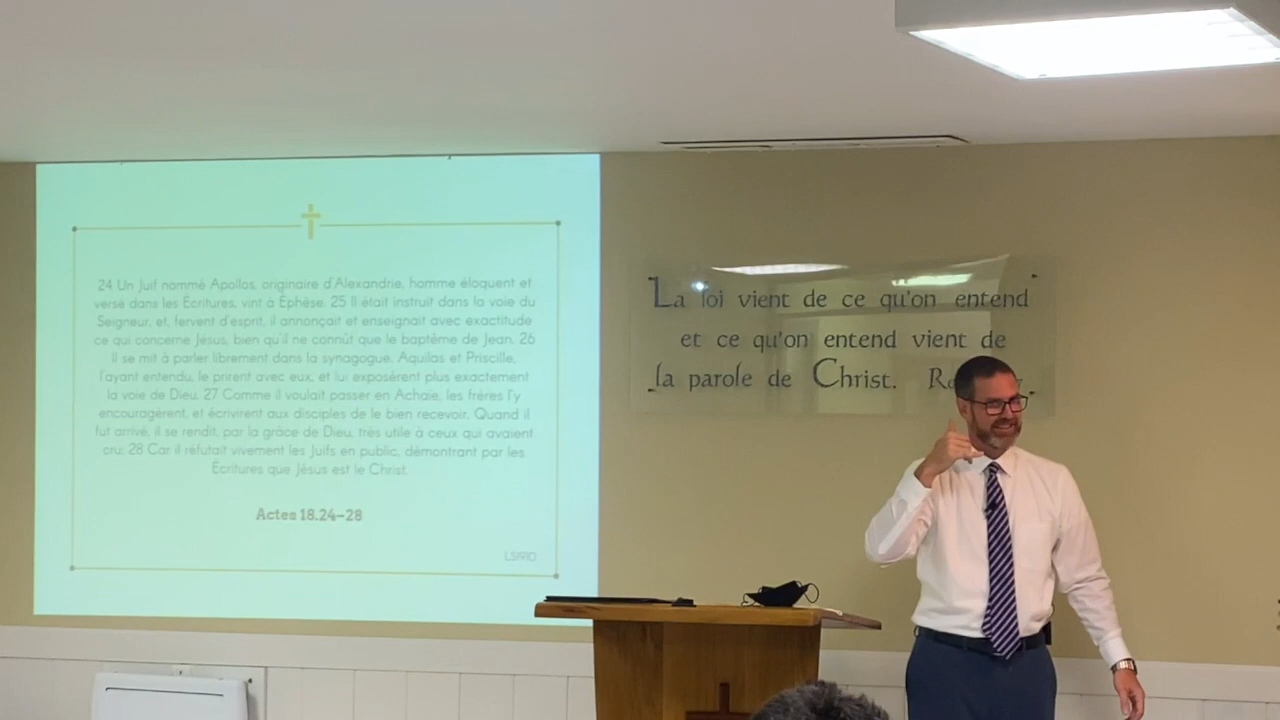 24 Un Juif nommé Apollos, originaire d'Alexandrie, homme éloquent et
versé dans les Écritures, vint à Éphèse. 25 Il était instruit dans la voie du
Seigneur, et, fervent d'esprit, il annonçait et enseignait avec exactitude
ce qui concerne Jésus, bien qu'il ne connût que le baptême de Jean. 26
Il se mit à parler librement dans la synagogue. Aquilas et Priscille,
l'ayant entendu, le prirent avec eux, et lui exposèrent plus exactement
la voie de Dieu. 27 Comme il voulait passer en Achaïe, les frères l'y
encouragèrent, et écrivirent aux disciples de le bien recevoir. Quand il
fut arrivé, il se rendit, par la grâce de Dieu, très utile à ceux qui avaient
cru; 28 Car il réfutait vivement les Juifs en public, démontrant par les
Écritures que Jésus est le Christ.
Actes 18.24–28
LS1910
La foi vient de ce qu'on entend
et ce qu'on entend vient de
la parole de Christ.